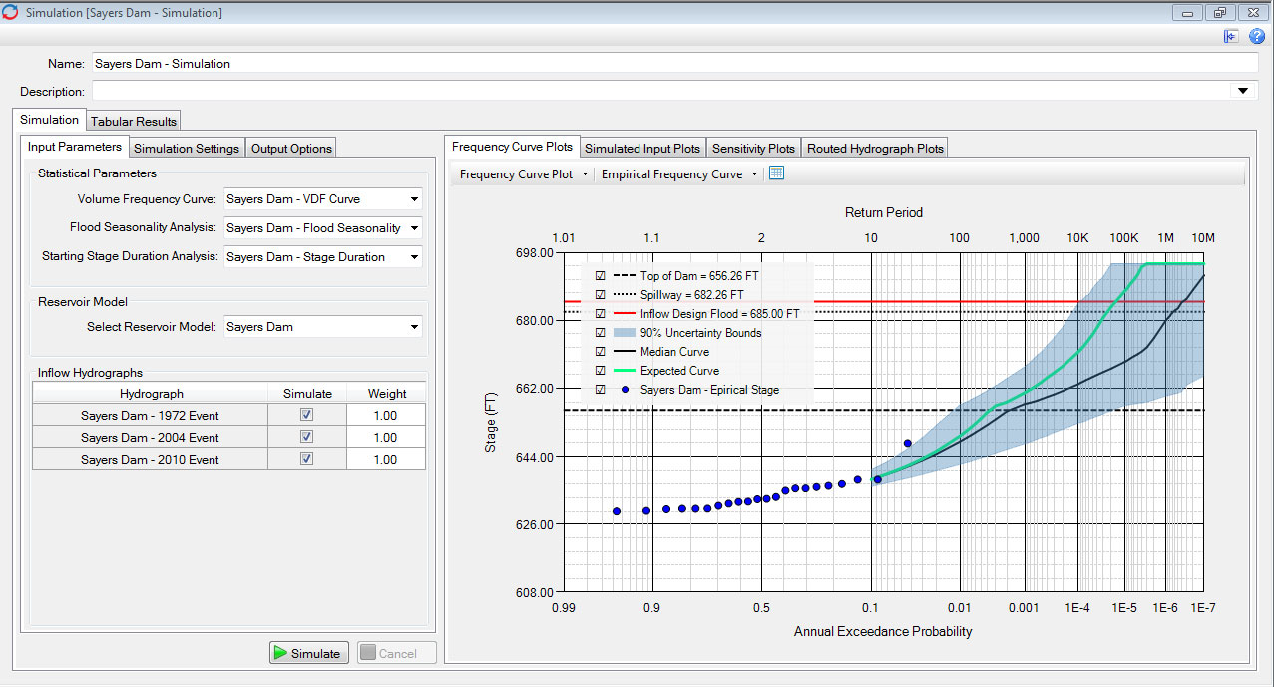 Simulation [Sayers Dam - Simulation]
Name: Sayers Dam - Simulation
Description:
Simulation Tabular Results
Input Parameters Simulation Settings Output Options
Statistical Parameters
Volume Frequency Curve: Sayers Dam - VDF Curve
Flood Seasonality Analysis: Sayers Dam - Flood Seasonality
Starting Stage Duration Analysis: Sayers Dam - Stage Duration
Reservoir Model
Select Reservoir Model: Sayers Dam
Inflow Hydrographs
Hydrograph Simulate Weight
Sayers Dam - 1972 Event 1.00
Sayers Dam - 2004 Event 1.00
Sayers Dam - 2010 Event 1.00
Simulate Cancel
Frequency Curve Plots Simulated Input Plots Sensitivity Plots Routed Hydrograph Plots
Frequency Curve Plot Empirical Frequency Curve
Return Period
1.01 1.1 2 10 100 1,000 10K 100K 1M 10M
698.00
680.00
662.00
644.00
626.00
608.00
Stage (FT)
Top of Dam = 656.26 FT
Spillway = 682.26 FT
Inflow Design Flood = 685.00 FT
90% Uncertainty Bounds
Median Curve
Expected Curve
Sayers Dam - Epirical Stage
0.99 0.9 0.5 0.1 0.01 0.001 1E-4 1E-5 1E-6 1E-7
Annual Exceedance Probability